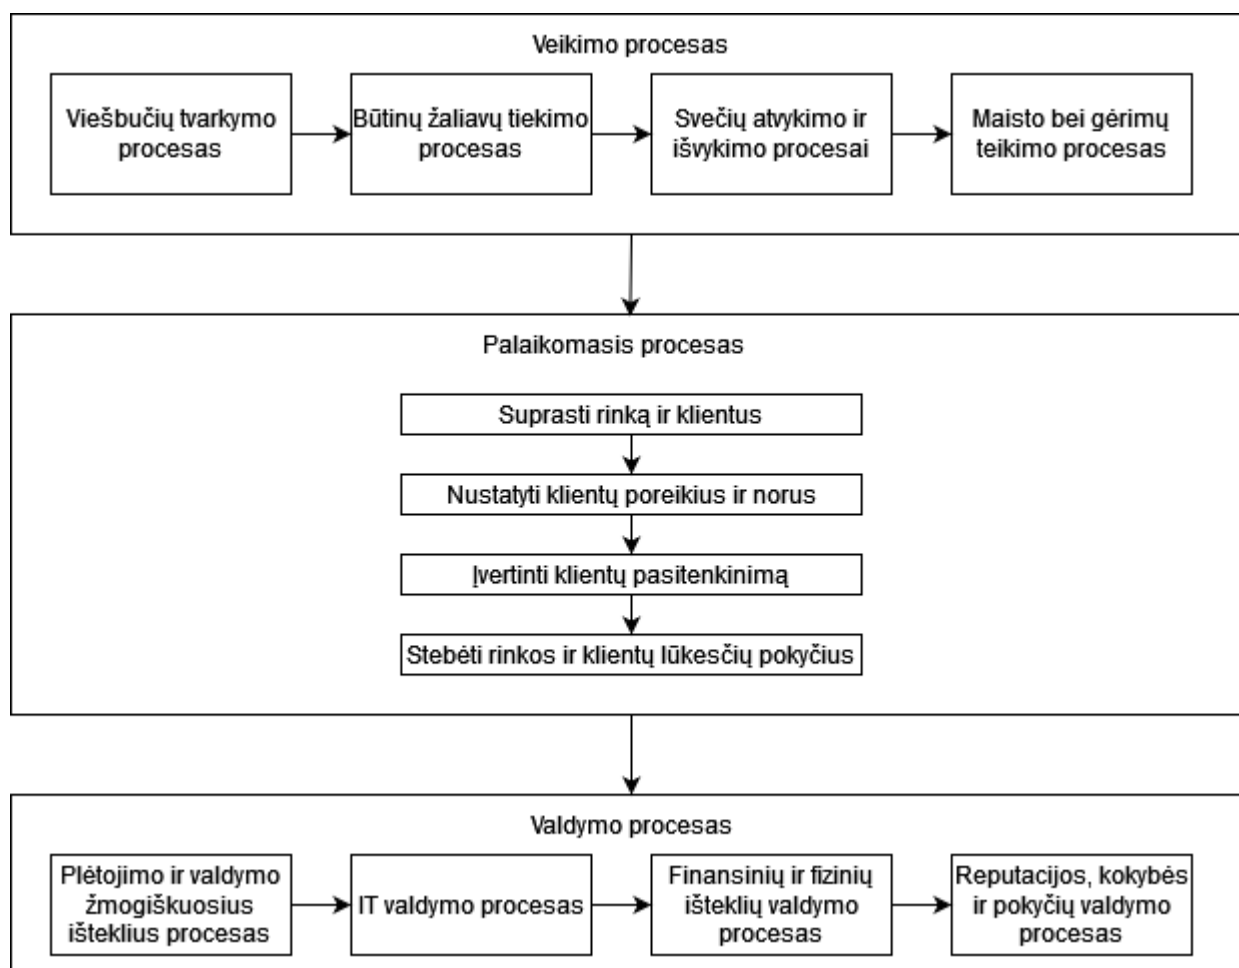 Veikimo procesas
Viešbučių tvarkymo
procesas
Būtinų žaliavų tiekimo
procesas
Svečių atvykimo ir
išvykimo procesai
Maisto bei gėrimų
teikimo procesas
Palaikomasis procesas
Suprasti rinką ir klientus
Nustatyti klientų poreikius ir norus
Įvertinti klientų pasitenkinimą
Stebėti rinkos ir klientų lūkesčių pokyčius
Valdymo procesas
Plėtojimo ir valdymo
žmogiškuosius
išteklius procesas
IT valdymo procesas
Finansinių ir fizinių
išteklių valdymo
procesas
Reputacijos, kokybės
ir pokyčių valdymo
procesas